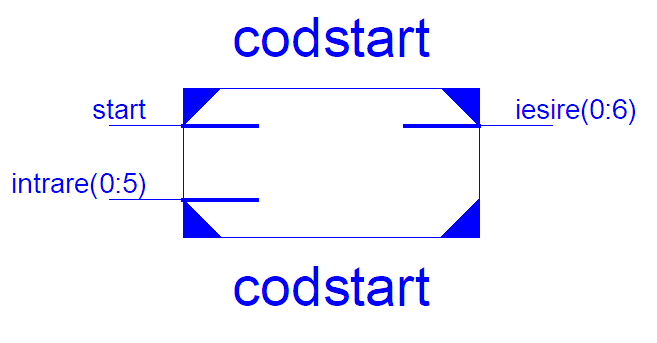 codstart
start
iesire(0:6)
intrare(0:5)
codstart